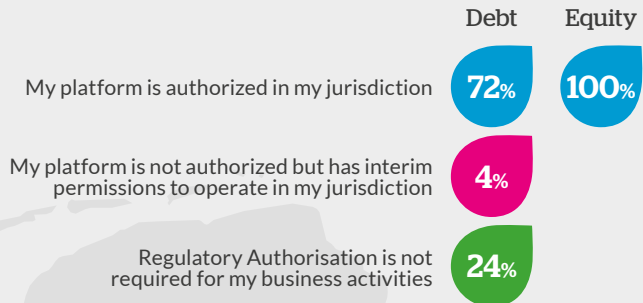 Debt Equity
My platform is authorized in my jurisdiction 72% 100%
My platform is not authorized but has interim
permissions to operate in my jurisdiction 4%
Regulatory Authorisation is not
required for my business activities 24%